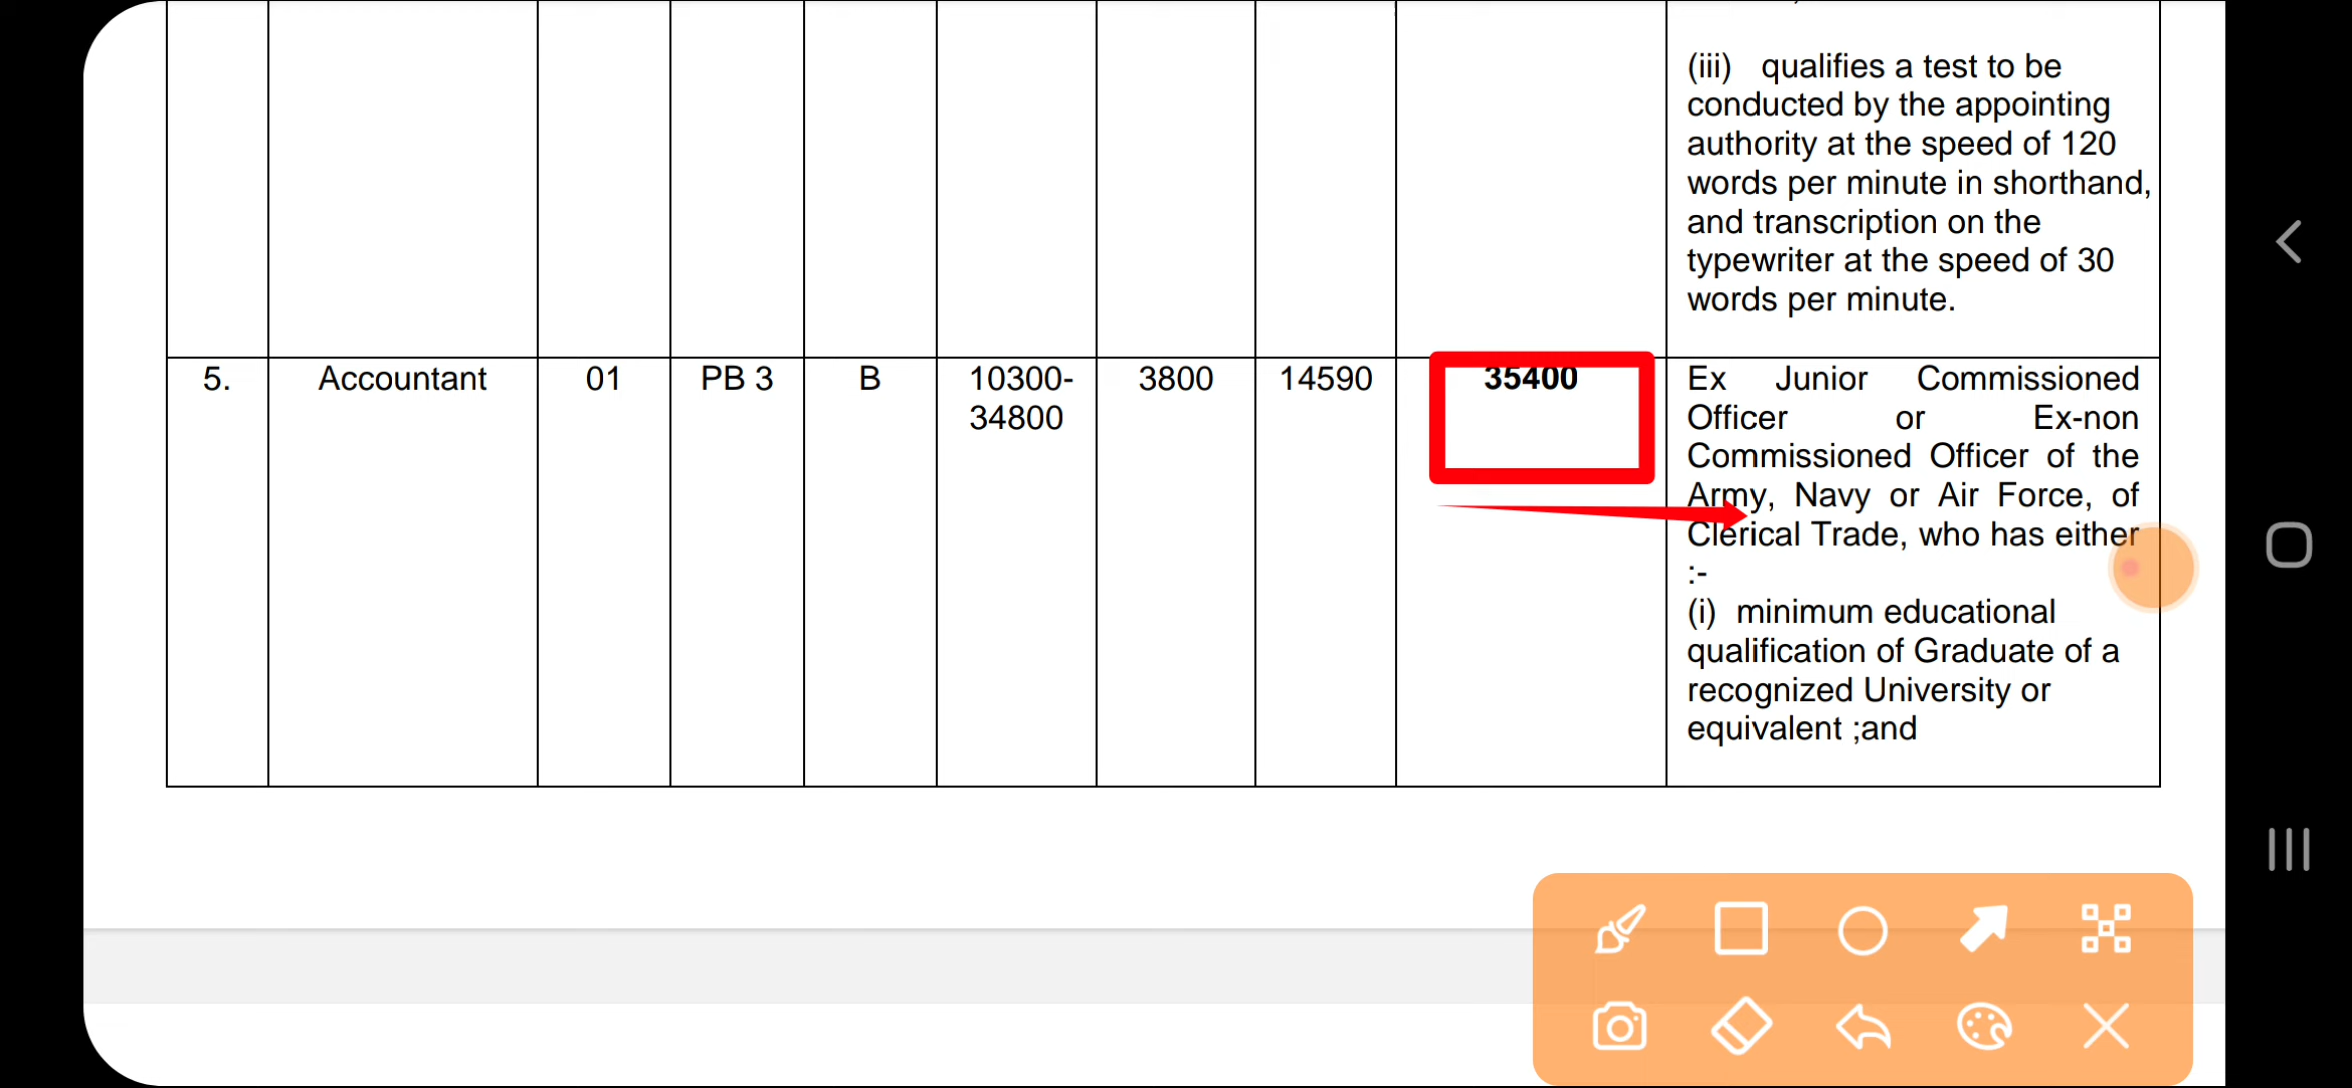 (iii) qualifies a test to be
conducted by the appointing
authority at the speed of 120
words per minute in shorthand,
and transcription on the
typewriter at the speed of 30
words per minute.
5. Accountant 01 PB 3 B 10300-34800 3800 14590 35400
Ex Junior Commissioned
Officer or Ex-non
Commissioned Officer of the
Army, Navy or Air Force, of
Clerical Trade, who has either
:-
(i) minimum educational
qualification of Graduate of a
recognized University or
equivalent ;and